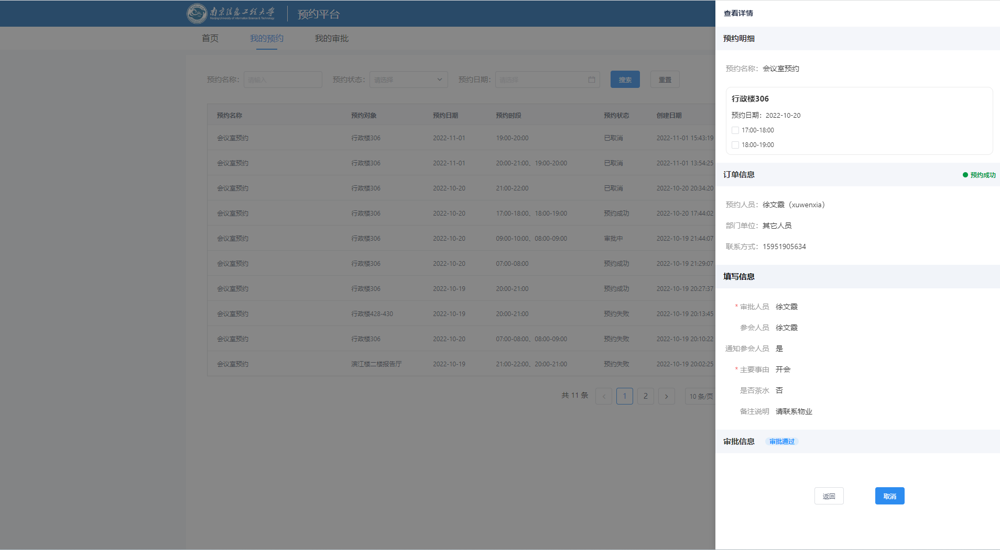 南京信息工程大学 预约平台
Nanjing University of Information Science & Technology
首页 我的预约 我的审批
预约名称： 请输入 预约状态： 请选择 预约日期： 请选择 搜索 重置
预约名称 预约对象 预约日期 预约时段 预约状态 创建日期
会议室预约 行政楼306 2022-11-01 19:00-20:00 已取消 2022-11-01 15:43:19
会议室预约 行政楼306 2022-11-01 20:00-21:00、19:00-20:00 已取消 2022-11-01 13:54:25
会议室预约 行政楼306 2022-10-20 21:00-22:00 已取消 2022-10-20 20:34:20
会议室预约 行政楼306 2022-10-20 17:00-18:00、18:00-19:00 预约成功 2022-10-20 17:44:02
会议室预约 行政楼306 2022-10-20 09:00-10:00、08:00-09:00 审批中 2022-10-19 21:44:07
会议室预约 行政楼306 2022-10-20 07:00-08:00 预约成功 2022-10-19 21:29:07
会议室预约 行政楼306 2022-10-19 20:00-21:00 预约成功 2022-10-19 20:27:37
会议室预约 行政楼428-430 2022-10-19 20:00-21:00 预约失败 2022-10-19 20:13:45
会议室预约 行政楼306 2022-10-20 07:00-08:00、08:00-09:00 预约失败 2022-10-19 20:10:22
会议室预约 滨江楼二楼报告厅 2022-10-19 21:00-22:00、20:00-21:00 预约失败 2022-10-19 20:02:25
共 11 条 < 1 2 > 10 条/页
查看详情
预约明细
预约名称： 会议室预约
行政楼306
预约日期：2022-10-20
17:00-18:00
18:00-19:00
订单信息 预约成功
预约人员： 徐文霞（xuwenxia）
部门单位： 其它人员
联系方式： 15951905634
填写信息
* 审批人员 徐文霞
参会人员 徐文霞
通知参会人员 是
* 主要事由 开会
是否茶水 否
备注说明 请联系物业
审批信息 审批通过
返回 取消